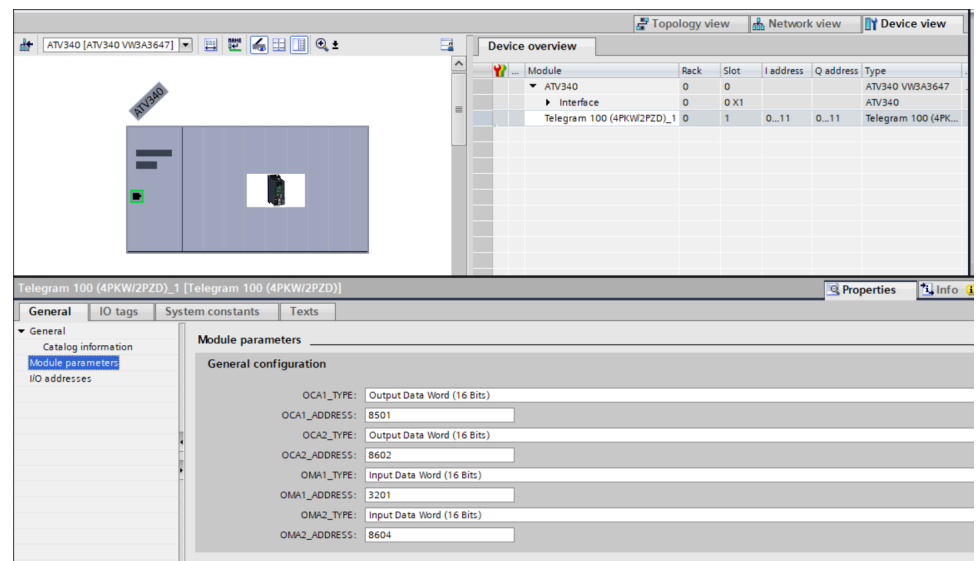 Topology view Network view Device view
ATV340 [ATV340 VW3A3647]
Device overview
... Module Rack Slot I address Q address Type
ATV340 0 0 ATV340 VW3A3647
Interface 0 0 X1 ATV340
Telegram 100 (4PKW/2PZD)_1 0 1 0...11 0...11 Telegram 100 (4PK...
ATV340
Telegram 100 (4PKW/2PZD)_1 [Telegram 100 (4PKW/2PZD)]
Properties Info
General IO tags System constants Texts
General
Catalog information
Module parameters
I/O addresses
Module parameters
General configuration
OCA1_TYPE: Output Data Word (16 Bits)
OCA1_ADDRESS: 8501
OCA2_TYPE: Output Data Word (16 Bits)
OCA2_ADDRESS: 8602
OMA1_TYPE: Input Data Word (16 Bits)
OMA1_ADDRESS: 3201
OMA2_TYPE: Input Data Word (16 Bits)
OMA2_ADDRESS: 8604